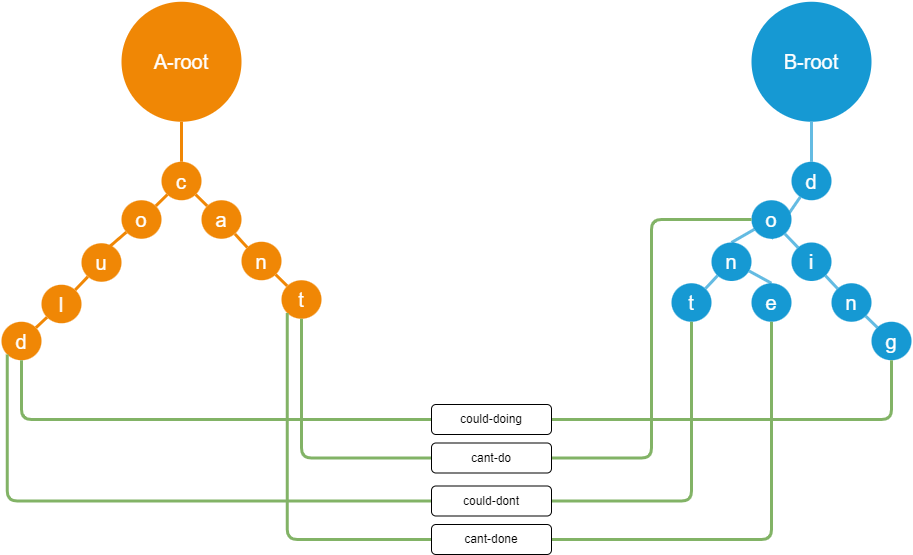 A-root B-root
c d
o a o
u n n i
l t t e n
d g
could-doing
cant-do
could-dont
cant-done